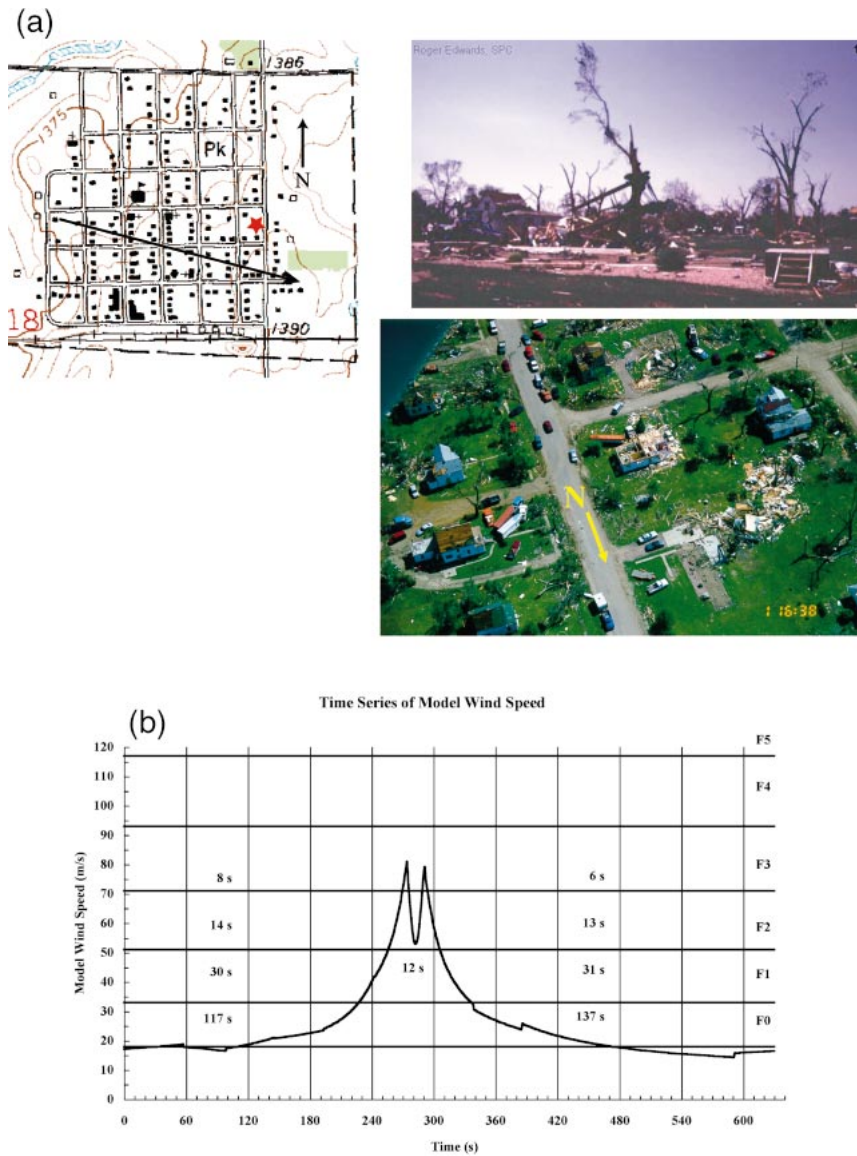 (a)
Roger Edwards, SPC
1386
1375
Pk
N
18
1390
N
1 16:38
(b)
Time Series of Model Wind Speed
Model Wind Speed (m/s)
120
110
100
90
80
70
60
50
40
30
20
10
0
F5
F4
F3
F2
F1
F0
8 s
6 s
14 s
13 s
30 s
12 s
31 s
117 s
137 s
0 60 120 180 240 300 360 420 480 540 600
Time (s)